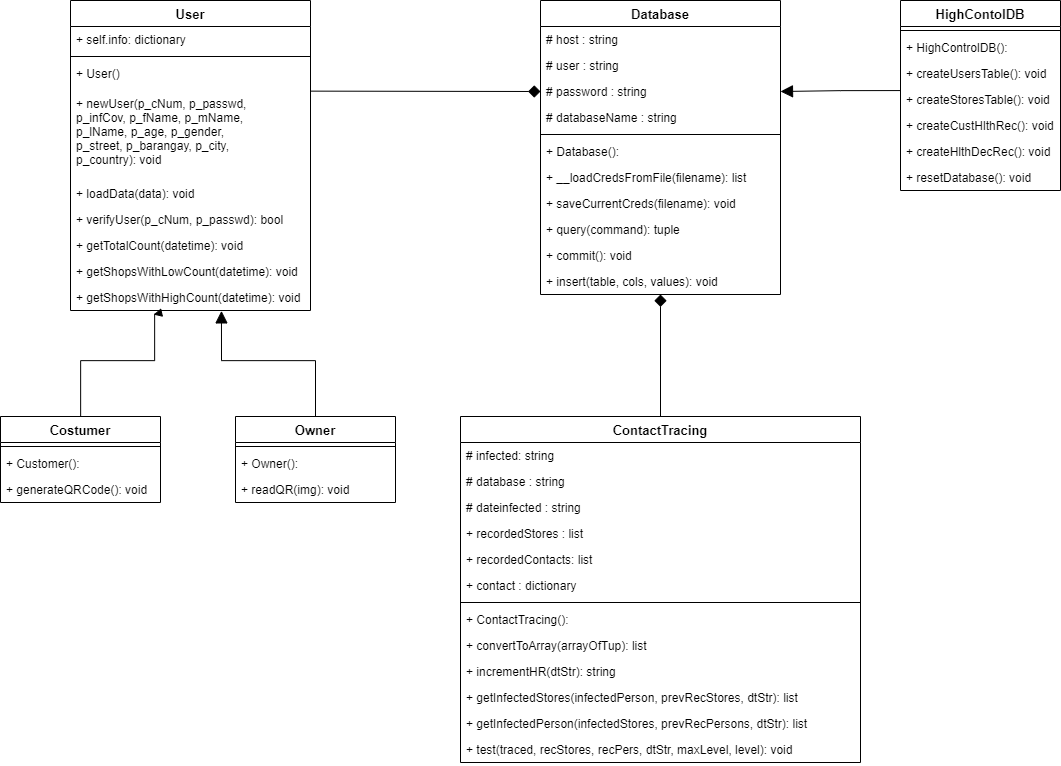 User
+ self.info: dictionary
+ User()
+ newUser(p_cNum, p_passwd,
p_infCov, p_fName, p_mName,
p_lName, p_age, p_gender,
p_street, p_barangay, p_city,
p_country): void
+ loadData(data): void
+ verifyUser(p_cNum, p_passwd): bool
+ getTotalCount(datetime): void
+ getShopsWithLowCount(datetime): void
+ getShopsWithHighCount(datetime): void
Database
# host : string
# user : string
# password : string
# databaseName : string
+ Database():
+ __loadCredsFromFile(filename): list
+ saveCurrentCreds(filename): void
+ query(command): tuple
+ commit(): void
+ insert(table, cols, values): void
HighContolDB
+ HighControlDB():
+ createUsersTable(): void
+ createStoresTable(): void
+ createCustHlthRec(): void
+ createHlthDecRec(): void
+ resetDatabase(): void
Costumer
+ Customer():
+ generateQRCode(): void
Owner
+ Owner():
+ readQR(img): void
ContactTracing
# infected: string
# database : string
# dateinfected : string
+ recordedStores : list
+ recordedContacts: list
+ contact : dictionary
+ ContactTracing():
+ convertToArray(arrayOfTup): list
+ incrementHR(dtStr): string
+ getInfectedStores(infectedPerson, prevRecStores, dtStr): list
+ getInfectedPerson(infectedStores, prevRecPersons, dtStr): list
+ test(traced, recStores, recPers, dtStr, maxLevel, level): void